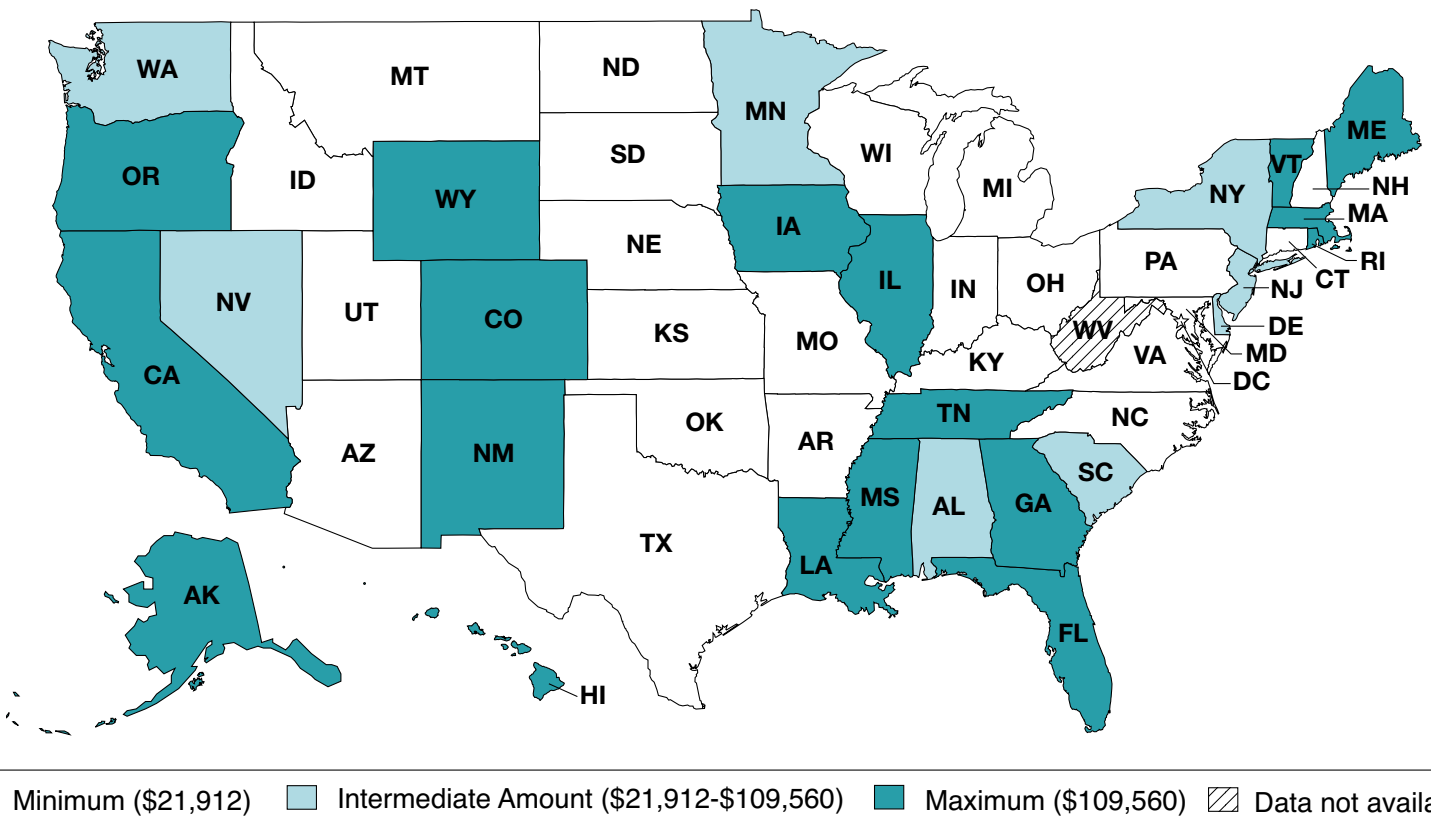 WA
MT
ND
MN
ME
OR
ID
WY
SD
WI
MI
NY
VT
NH
MA
RI
CT
NV
UT
CO
NE
IA
IL
IN
OH
PA
NJ
DE
MD
DC
CA
KS
MO
KY
WV
VA
AZ
NM
OK
AR
TN
NC
SC
TX
LA
MS
AL
GA
FL
AK
HI
Minimum ($21,912) Intermediate Amount ($21,912-$109,560) Maximum ($109,560) Data not availa